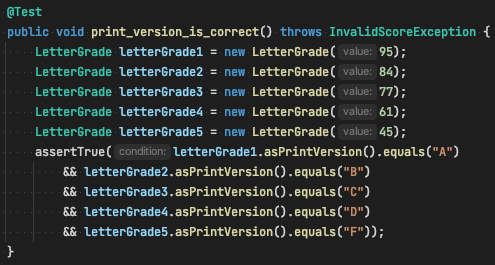 @Test
public void print_version_is_correct() throws InvalidScoreException {
LetterGrade letterGrade1 = new LetterGrade( value: 95);
LetterGrade letterGrade2 = new LetterGrade( value: 84);
LetterGrade letterGrade3 = new LetterGrade( value: 77);
LetterGrade letterGrade4 = new LetterGrade( value: 61);
LetterGrade letterGrade5 = new LetterGrade( value: 45);
assertTrue( condition: letterGrade1.asPrintVersion().equals("A")
&& letterGrade2.asPrintVersion().equals("B")
&& letterGrade3.asPrintVersion().equals("C")
&& letterGrade4.asPrintVersion().equals("D")
&& letterGrade5.asPrintVersion().equals("F"));
}